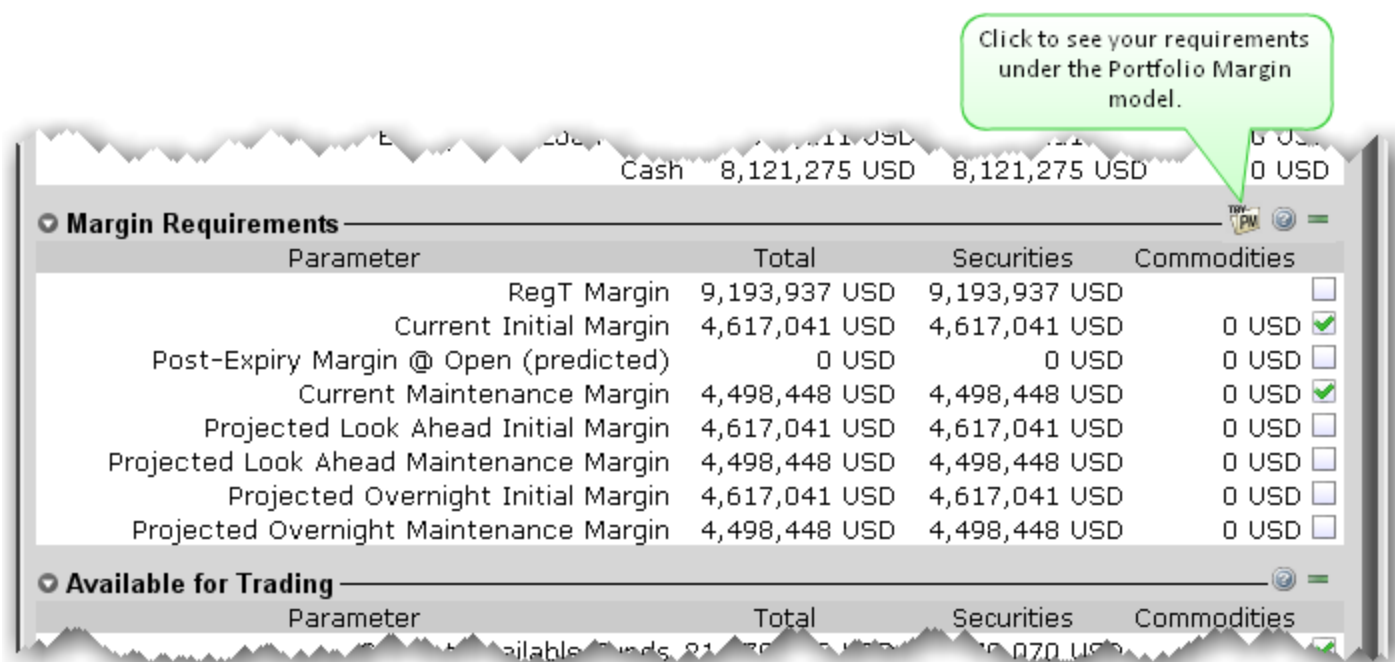 Click to see your requirements
under the Portfolio Margin
model.
Cash 8,121,275 USD 8,121,275 USD 0 USD
Margin Requirements TRY PM
Parameter Total Securities Commodities
RegT Margin 9,193,937 USD 9,193,937 USD
Current Initial Margin 4,617,041 USD 4,617,041 USD 0 USD
Post-Expiry Margin @ Open (predicted) 0 USD 0 USD 0 USD
Current Maintenance Margin 4,498,448 USD 4,498,448 USD 0 USD
Projected Look Ahead Initial Margin 4,617,041 USD 4,617,041 USD 0 USD
Projected Look Ahead Maintenance Margin 4,498,448 USD 4,498,448 USD 0 USD
Projected Overnight Initial Margin 4,617,041 USD 4,617,041 USD 0 USD
Projected Overnight Maintenance Margin 4,498,448 USD 4,498,448 USD 0 USD
Available for Trading
Parameter Total Securities Commodities